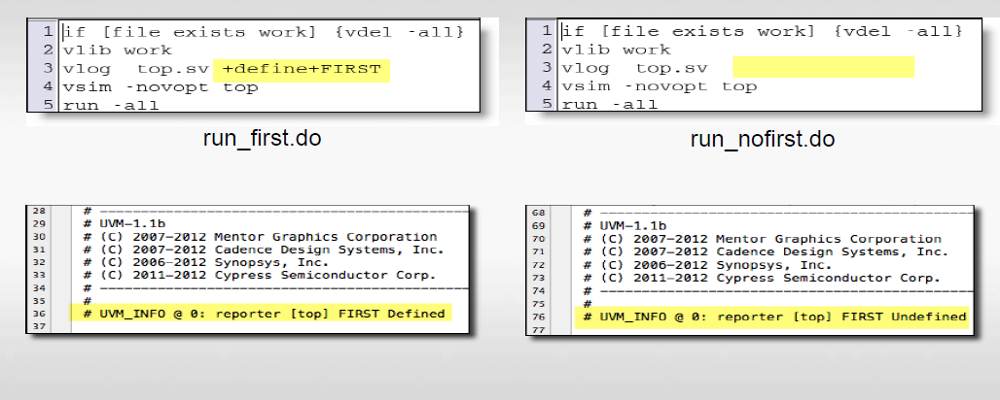 1 if [file exists work] {vdel -all}
2 vlib work
3 vlog top.sv +define+FIRST
4 vsim -novopt top
5 run -all
run_first.do
1 if [file exists work] {vdel -all}
2 vlib work
3 vlog top.sv
4 vsim -novopt top
5 run -all
run_nofirst.do
28 # ----------------------------------------------------------------
29 # UVM-1.1b
30 # (C) 2007-2012 Mentor Graphics Corporation
31 # (C) 2007-2012 Cadence Design Systems, Inc.
32 # (C) 2006-2012 Synopsys, Inc.
33 # (C) 2011-2012 Cypress Semiconductor Corp.
34 # ----------------------------------------------------------------
35 #
36 # UVM_INFO @ 0: reporter [top] FIRST Defined
37
68 # ----------------------------------------------------------------
69 # UVM-1.1b
70 # (C) 2007-2012 Mentor Graphics Corporation
71 # (C) 2007-2012 Cadence Design Systems, Inc.
72 # (C) 2006-2012 Synopsys, Inc.
73 # (C) 2011-2012 Cypress Semiconductor Corp.
74 # ----------------------------------------------------------------
75 #
76 # UVM_INFO @ 0: reporter [top] FIRST Undefined
77